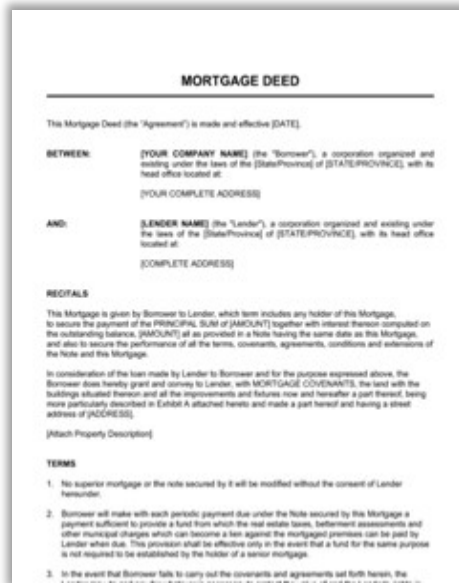 MORTGAGE DEED
This Mortgage Deed (the "Agreement") is made and effective [DATE],
BETWEEN: [YOUR COMPANY NAME] (the "Borrower"), a corporation organized and
existing under the laws of the [State/Province] of [STATE/PROVINCE], with its
head office located at:
[YOUR COMPLETE ADDRESS]
AND: [LENDER NAME] (the "Lender"), a corporation organized and existing under
the laws of the [State/Province] of [STATE/PROVINCE], with its head office
located at:
[COMPLETE ADDRESS]
RECITALS
This Mortgage is given by Borrower to Lender, which term includes any holder of this Mortgage,
to secure the payment of the PRINCIPAL SUM of [AMOUNT] together with interest thereon computed on
the outstanding balance, [AMOUNT] all as provided in a Note having the same date as this Mortgage,
and also to secure the performance of all the terms, covenants, agreements, conditions and extensions of
the Note and this Mortgage.
In consideration of the loan made by Lender to Borrower and for the purpose expressed above, the
Borrower does hereby grant and convey to Lender, with MORTGAGE COVENANTS, the land with the
buildings situated thereon and all the improvements and fixtures now and hereafter a part thereof, being
more particularly described in Exhibit A attached hereto and made a part hereof and having a street
address of [ADDRESS].
[Attach Property Description]
TERMS
1. No superior mortgage or the note secured by it will be modified without the consent of Lender
hereunder.
2. Borrower will make with each periodic payment due under the Note secured by this Mortgage a
payment sufficient to provide a fund from which the real estate taxes, betterment assessments and
other municipal charges which can become a lien against the mortgaged premises can be paid by
Lender when due. This provision shall be effective only in the event that a fund for the same purpose
is not required to be established by the holder of a senior mortgage.
3. In the event that Borrower fails to carry out the covenants and agreements set forth herein, the